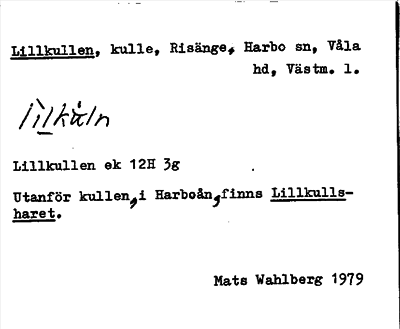 Lillkullen, kulle, Risänge, Harbo sn, Våla
hd, Västm. l.
Lillkullen ek 12H 3g
Utanför kullen, i Harboån, finns Lillkulls-
haret.
Mats Wahlberg 1979